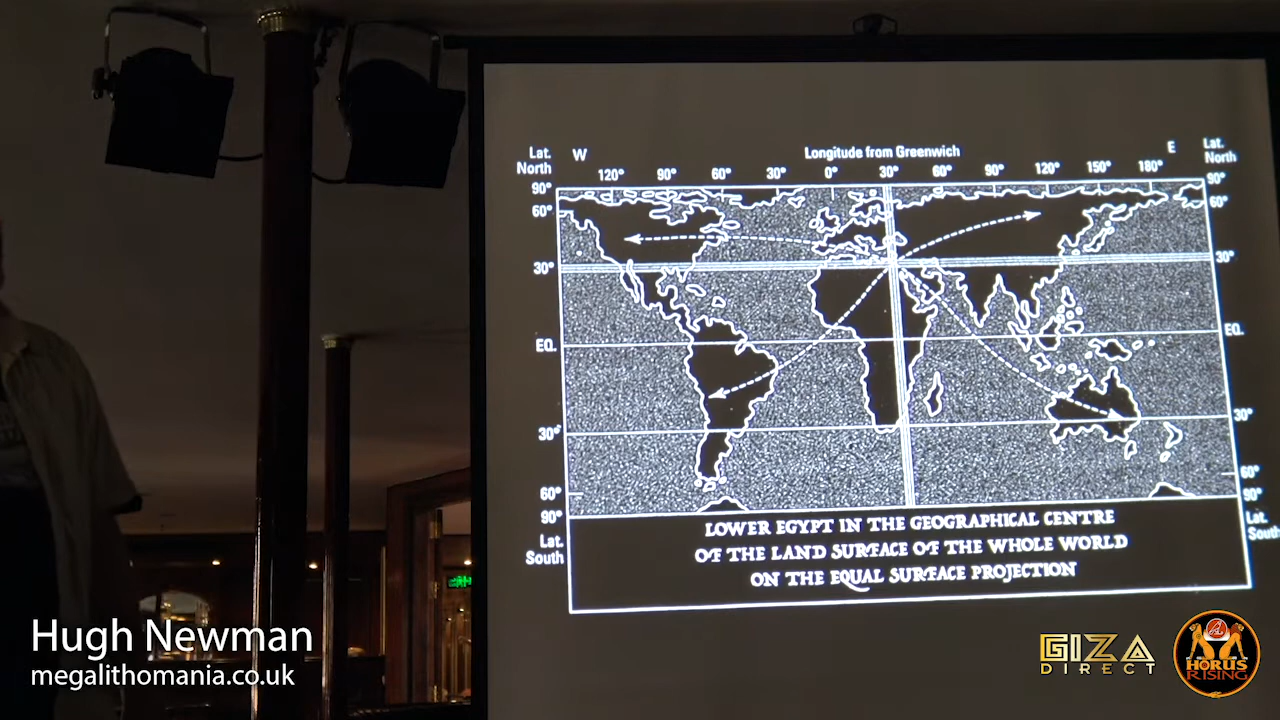 Lat. North
W
Longitude from Greenwich
E
Lat. North
120° 90° 60° 30° 0° 30° 60° 90° 120° 150° 180°
90°
90°
60°
60°
30°
30°
EQ.
EQ.
30°
30°
60°
60°
90°
90°
Lat. South
Lat. South
LOWER EGYPT IN THE GEOGRAPHICAL CENTRE
OF THE LAND SURFACE OF THE WHOLE WORLD
ON THE EQUAL SURFACE PROJECTION
Hugh Newman
megalithomania.co.uk
GIZA
DIRECT
HORUS
RISING